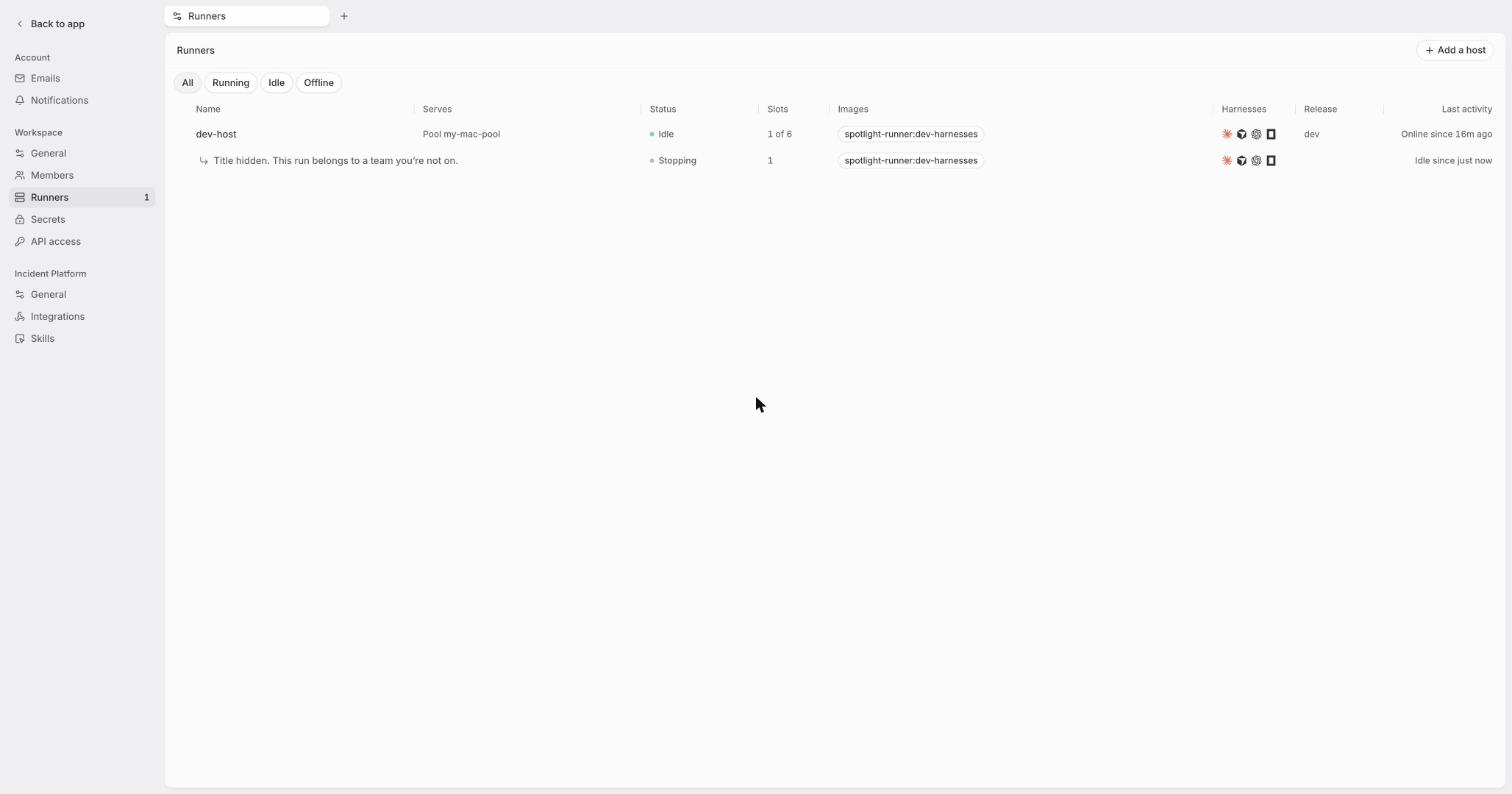 Back to app
Runners
Account
Emails
Notifications
Workspace
General
Members
Runners 1
Secrets
API access
Incident Platform
General
Integrations
Skills
Runners
Add a host
All Running Idle Offline
Name Serves Status Slots Images Harnesses Release Last activity
dev-host Pool my-mac-pool Idle 1 of 6 spotlight-runner:dev-harnesses dev Online since 16m ago
Title hidden. This run belongs to a team you’re not on. Stopping 1 spotlight-runner:dev-harnesses Idle since just now